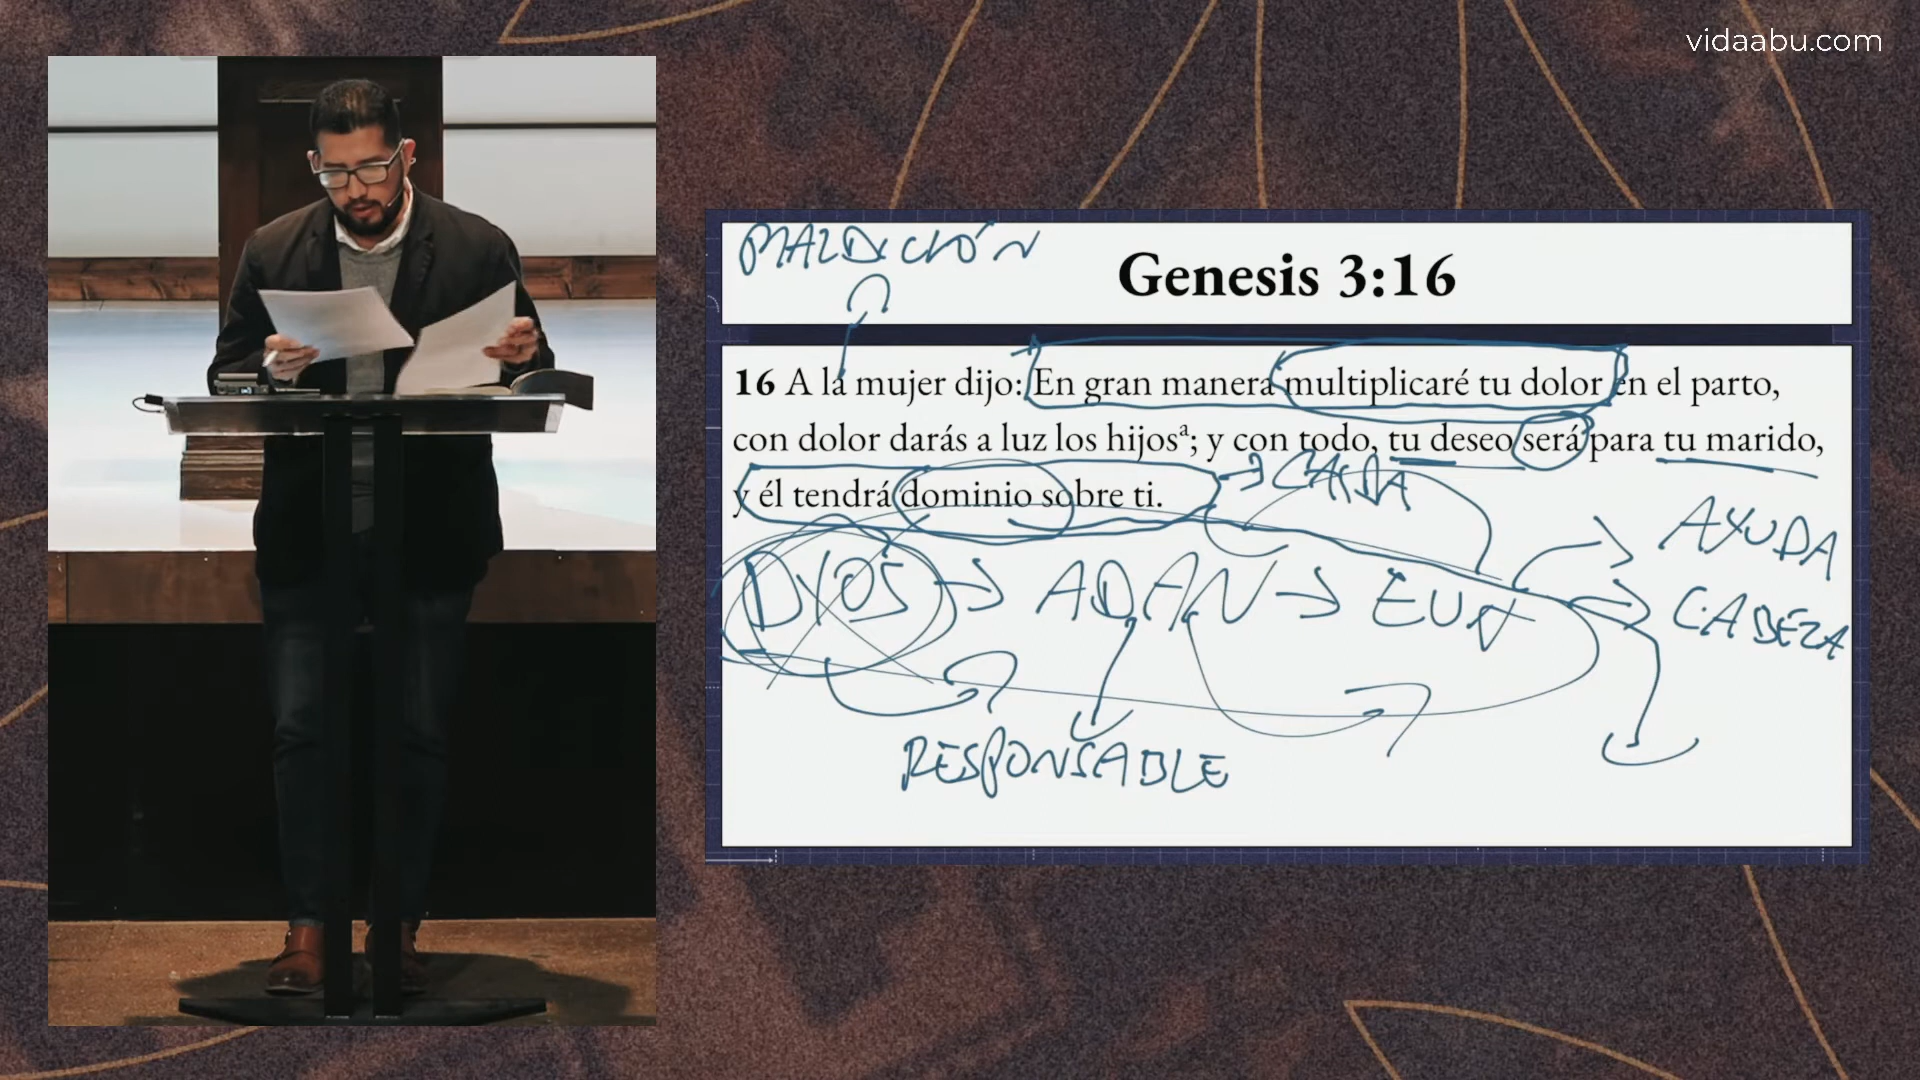 vidaabu.com
MALDICIÓN
Genesis 3:16
16 A la mujer dijo: En gran manera multiplicaré tu dolor en el parto,
con dolor darás a luz los hijosª; y con todo, tu deseo será para tu marido,
y él tendrá dominio sobre ti.
→ CAIDA
AYUDA
DIOS → ADAN → EVA
CABEZA
RESPONSABLE